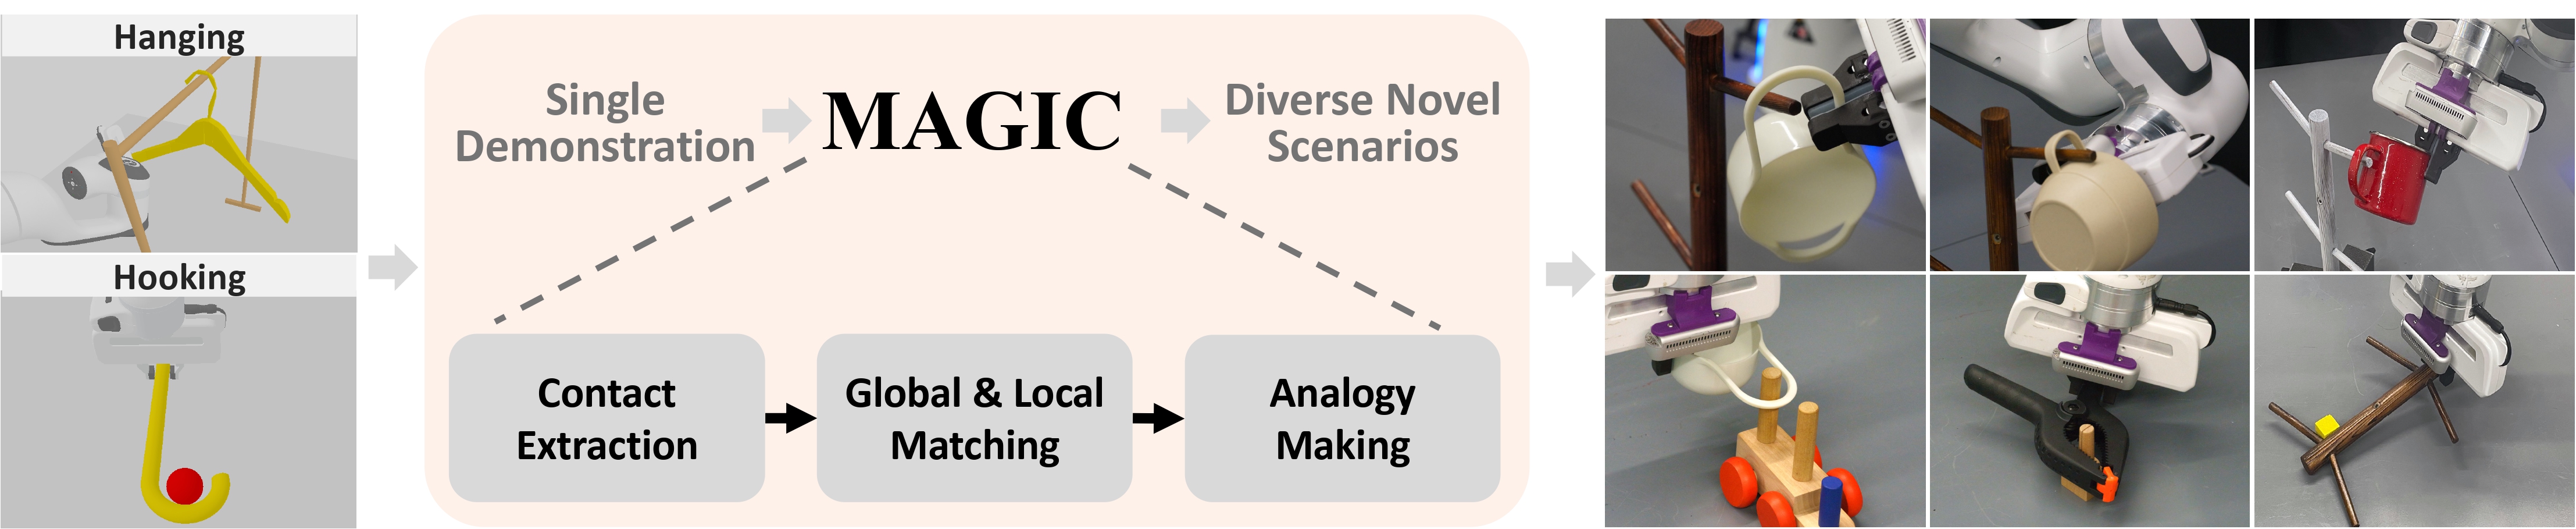 Hanging
Hooking
Single
Demonstration
MAGIC
Diverse Novel
Scenarios
Contact
Extraction
Global & Local
Matching
Analogy
Making